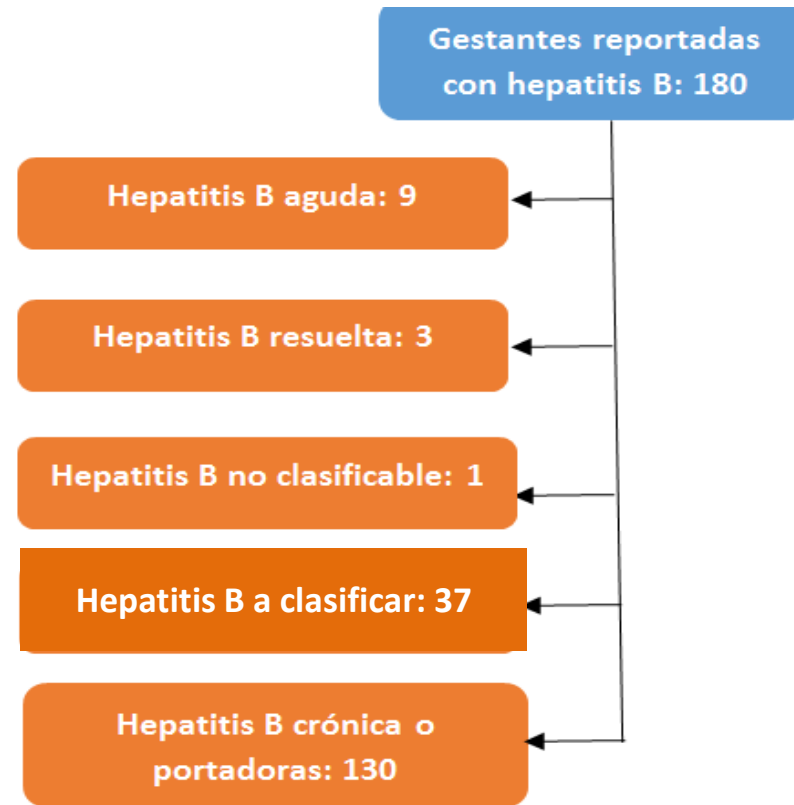 Gestantes reportadas
con hepatitis B: 180
Hepatitis B aguda: 9
Hepatitis B resuelta: 3
Hepatitis B no clasificable: 1
Hepatitis B a clasificar: 37
Hepatitis B crónica o
portadoras: 130